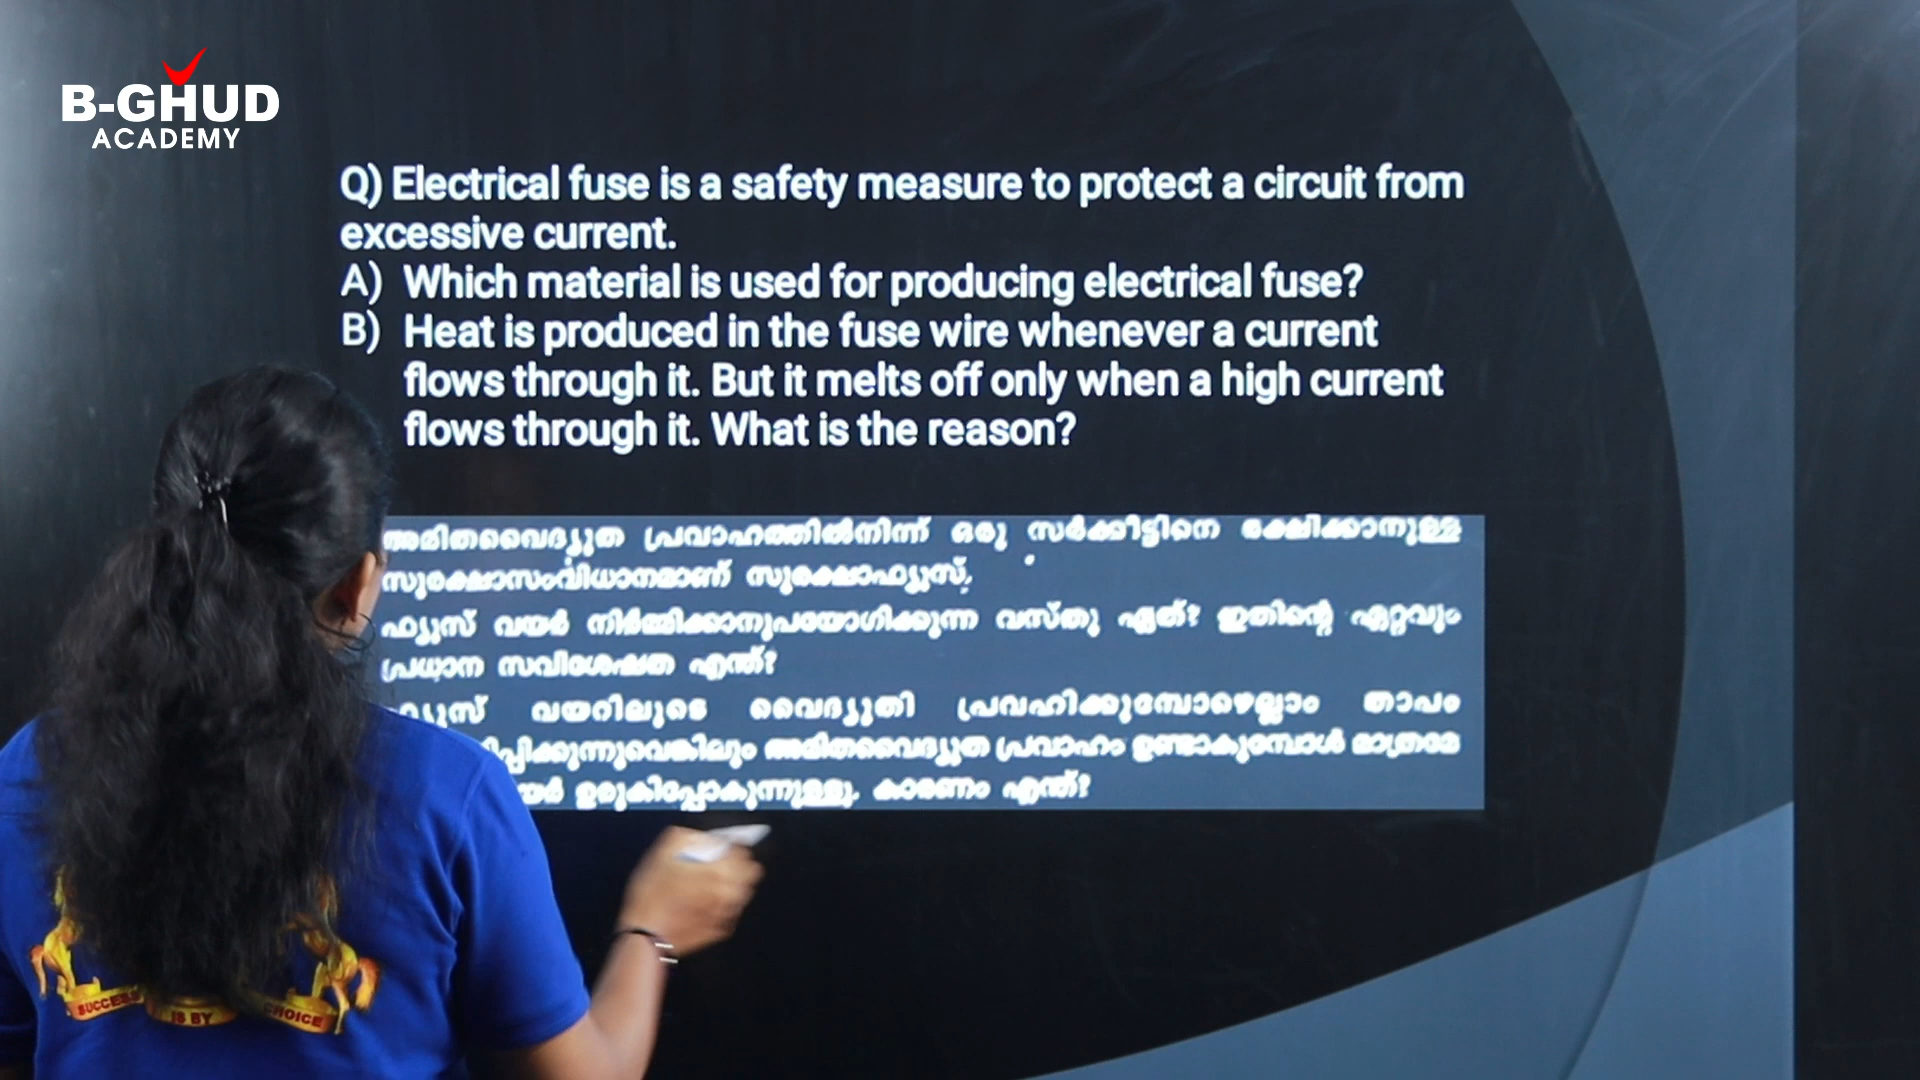 B-GHUD
ACADEMY
Q) Electrical fuse is a safety measure to protect a circuit from
excessive current.
A) Which material is used for producing electrical fuse?
B) Heat is produced in the fuse wire whenever a current
flows through it. But it melts off only when a high current
flows through it. What is the reason?
അമിതവൈദ്യുത പ്രവാഹത്തിൽനിന്ന് ഒരു സർക്കീട്ടിനെ രക്ഷിക്കാനുള്ള
സുരക്ഷാസംവിധാനമാണ് സുരക്ഷാഫ്യൂസ്.
ഫ്യൂസ് വയർ നിർമ്മിക്കാനുപയോഗിക്കുന്ന വസ്തു ഏത്? ഇതിന്റെ ഏറ്റവും
പ്രധാന സവിശേഷത എന്ത്?
വയറിലൂടെ വൈദ്യുതി പ്രവഹിക്കുമ്പോഴെല്ലാം താപം
അമിതവൈദ്യുത പ്രവാഹം ഉണ്ടാകുമ്പോൾ മാത്രമേ
ഉരുകിപ്പോകുന്നുള്ളു. കാരണം എന്ത്?
SUCCESS IS BY CHOICE